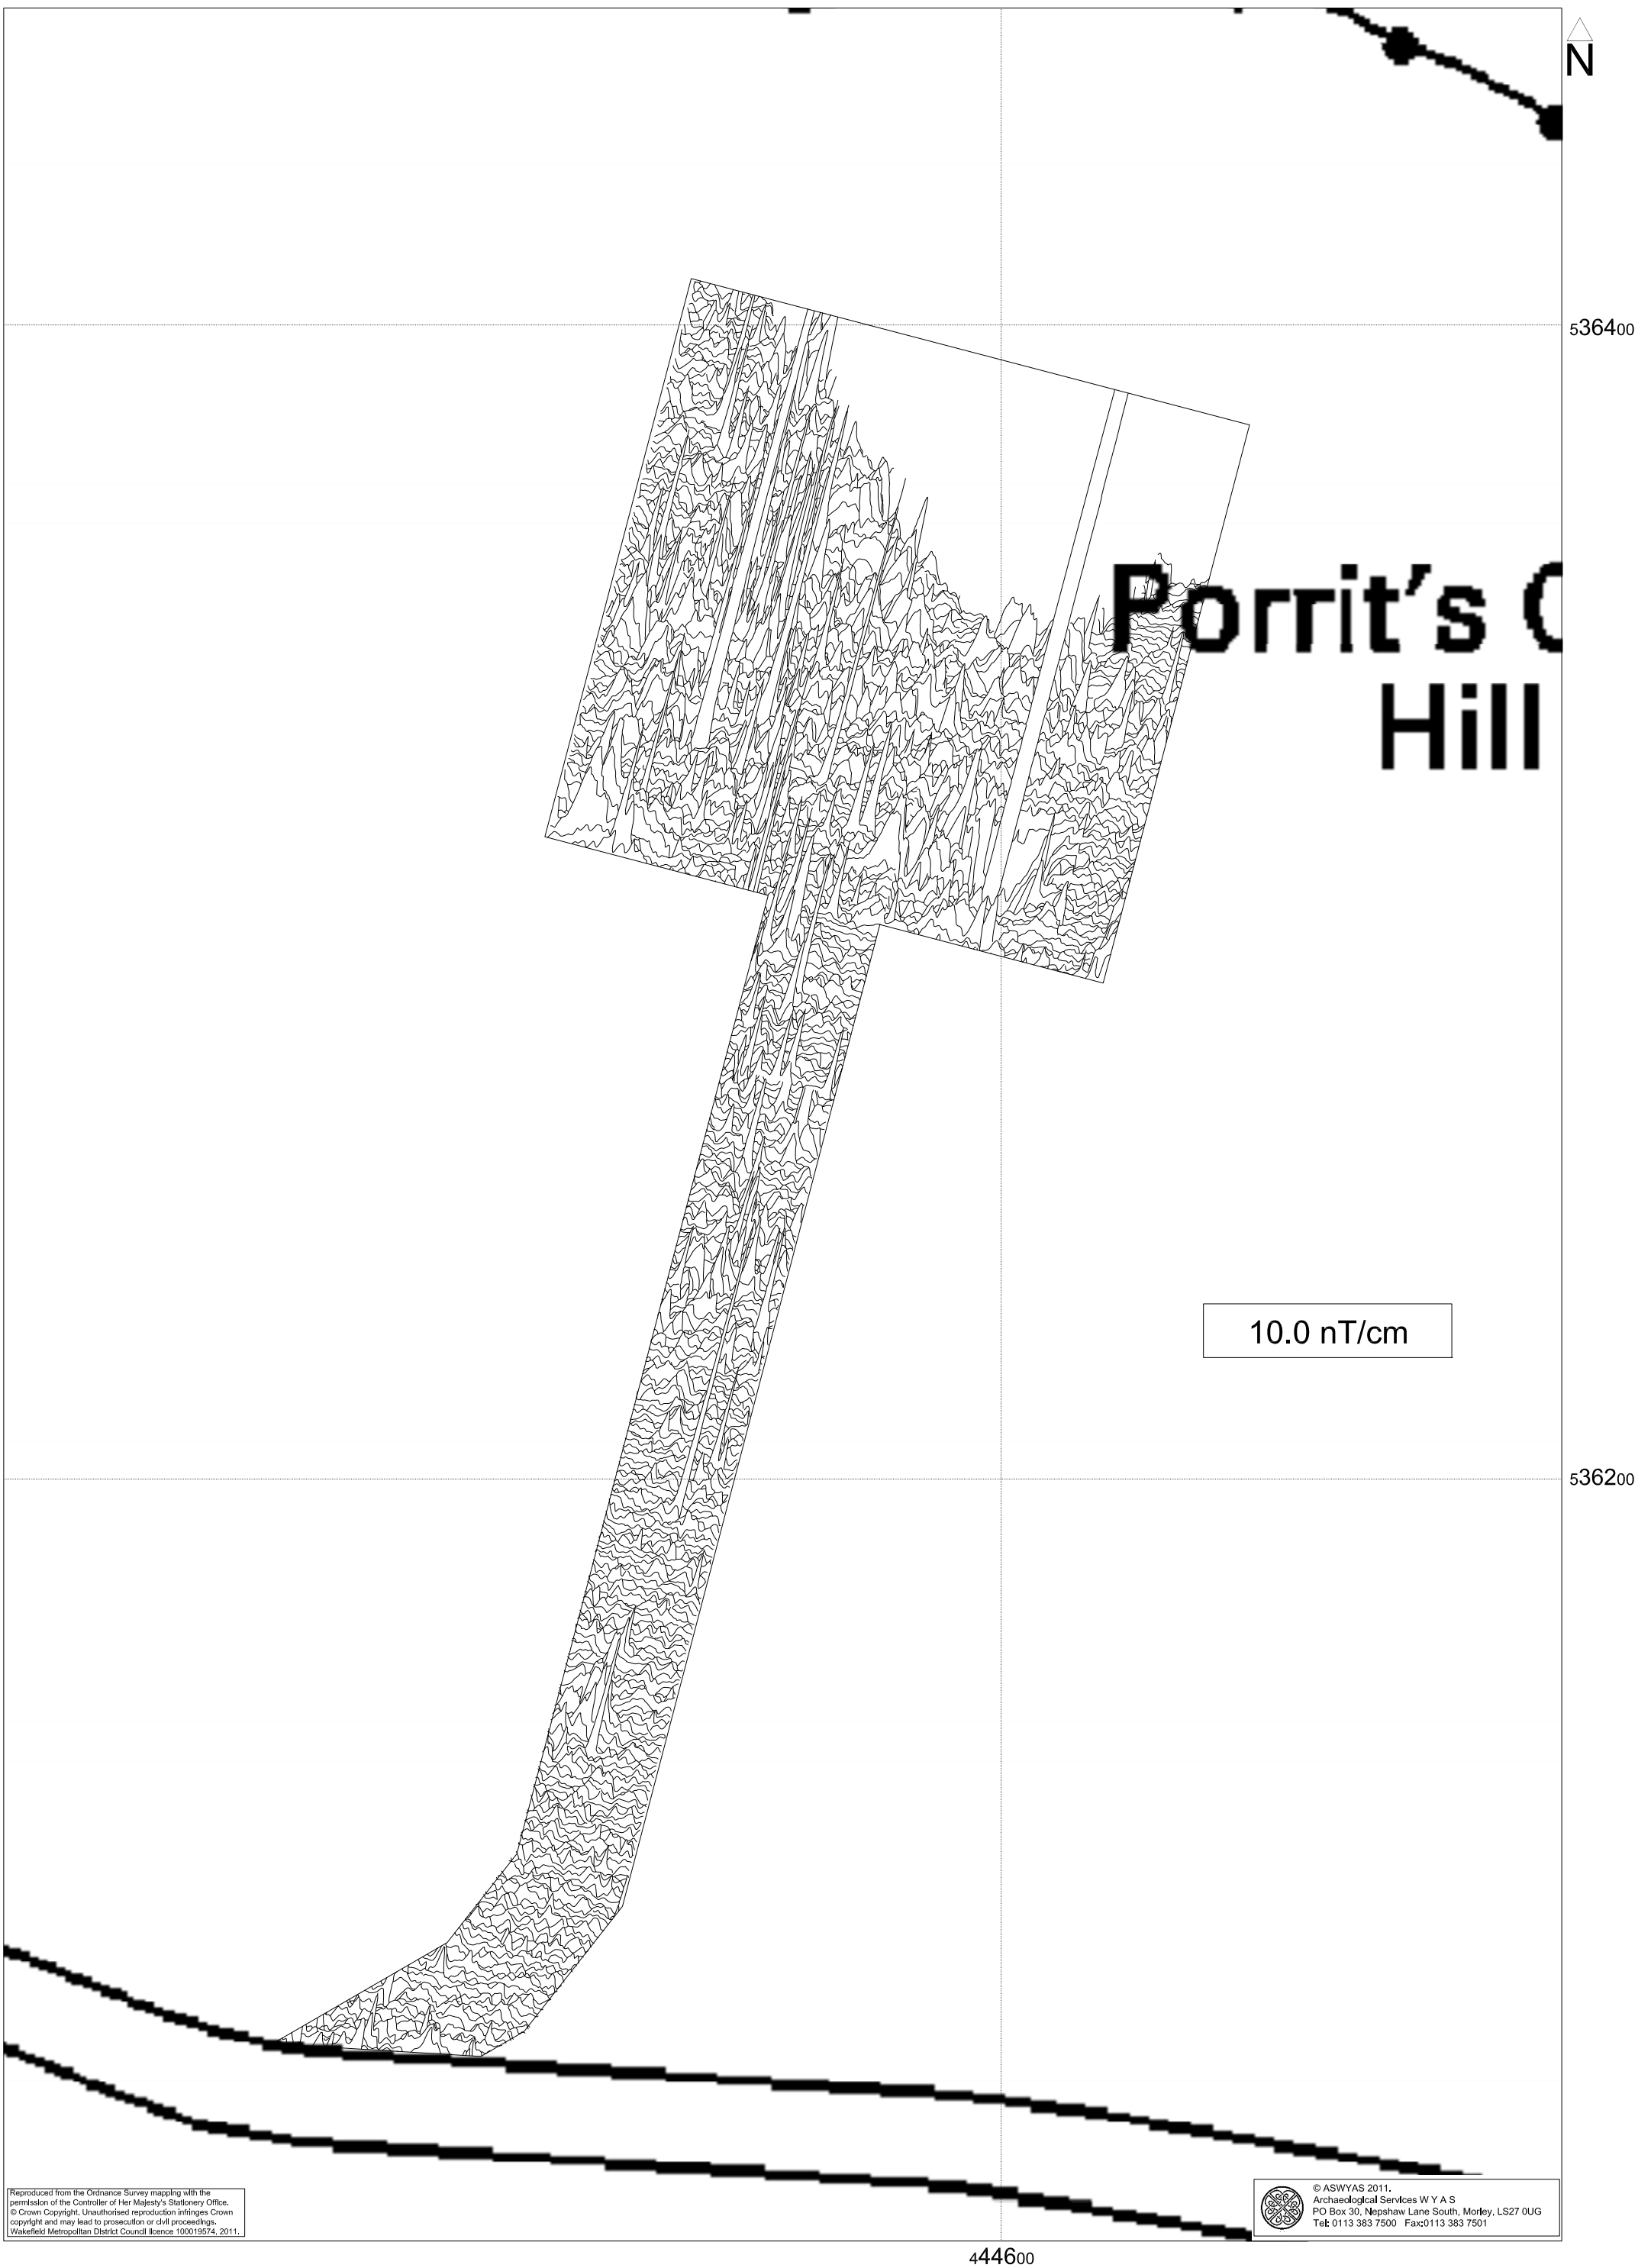 N
536400
Porrit's
Hill
10.0 nT/cm
536200
Reproduced from the Ordnance Survey mapping with the
permission of the Controller of Her Majesty's Stationery Office.
© Crown Copyright, Unauthorised reproduction infringes Crown
copyright and may lead to prosecution or civil proceedings.
Wakefield Metropolitan District Council licence 100019574, 2011.
© ASWYAS 2011.
Archaeological Services W Y A S
PO Box 30, Nepshaw Lane South, Morley, LS27 0UG
Tel: 0113 383 7500 Fax:0113 383 7501
444600